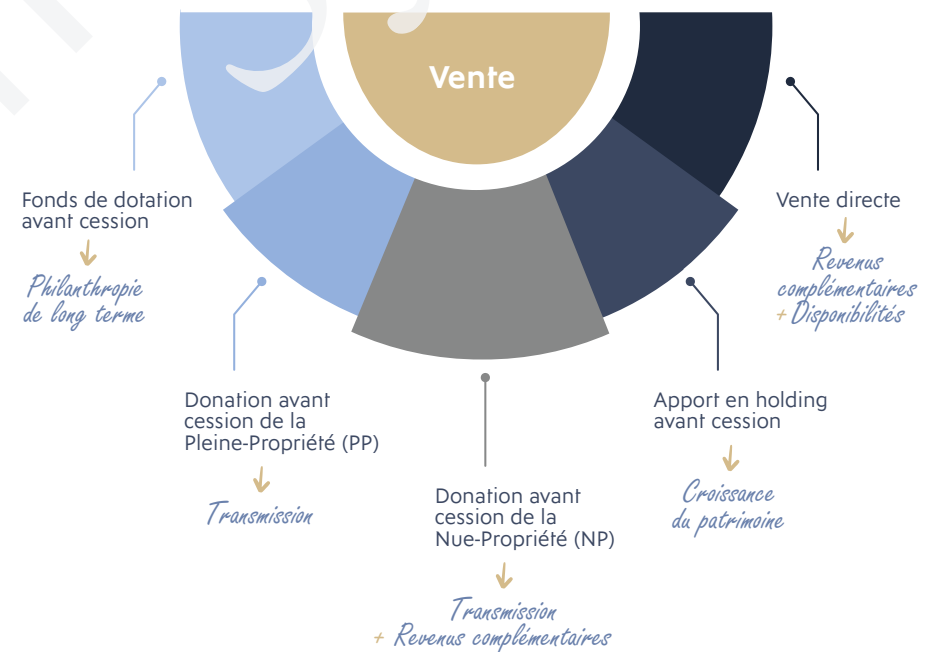 Vente
Fonds de dotation
avant cession
Philanthropie
de long terme
Donation avant
cession de la
Pleine-Propriété (PP)
Transmission
Donation avant
cession de la
Nue-Propriété (NP)
Transmission
+ Revenus complémentaires
Apport en holding
avant cession
Croissance
du patrimoine
Vente directe
Revenus
complémentaires
+ Disponibilités